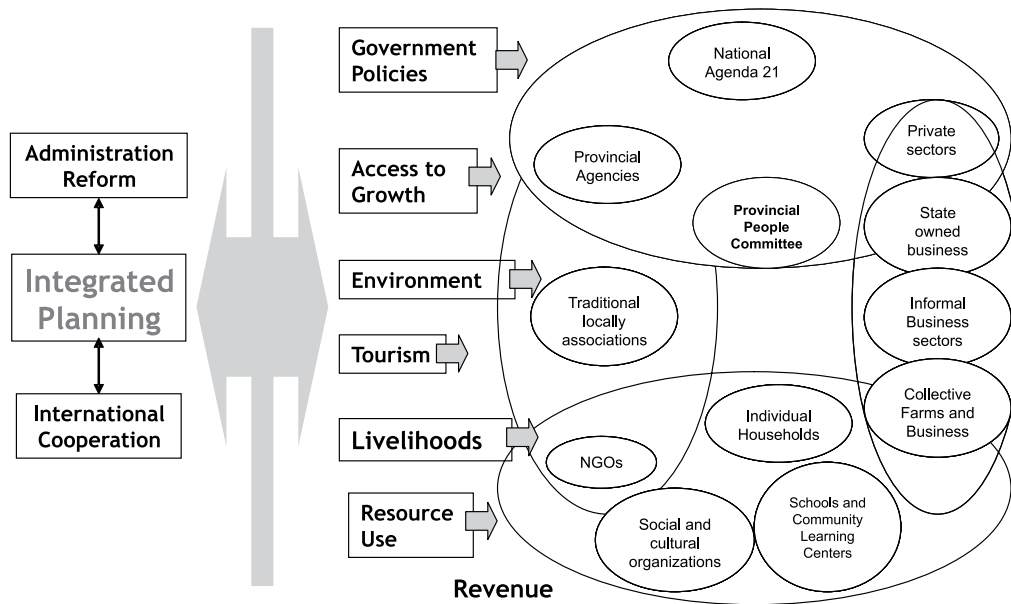 Administration
Reform
Integrated
Planning
International
Cooperation
Government
Policies
Access to
Growth
Environment
Tourism
Livelihoods
Resource
Use
Revenue
National
Agenda 21
Provincial
Agencies
Provincial
People
Committee
Private
sectors
State
owned
business
Traditional
locally
associations
Informal
Business
sectors
Collective
Farms and
Business
Individual
Households
NGOs
Social and
cultural
organizations
Schools and
Community
Learning
Centers